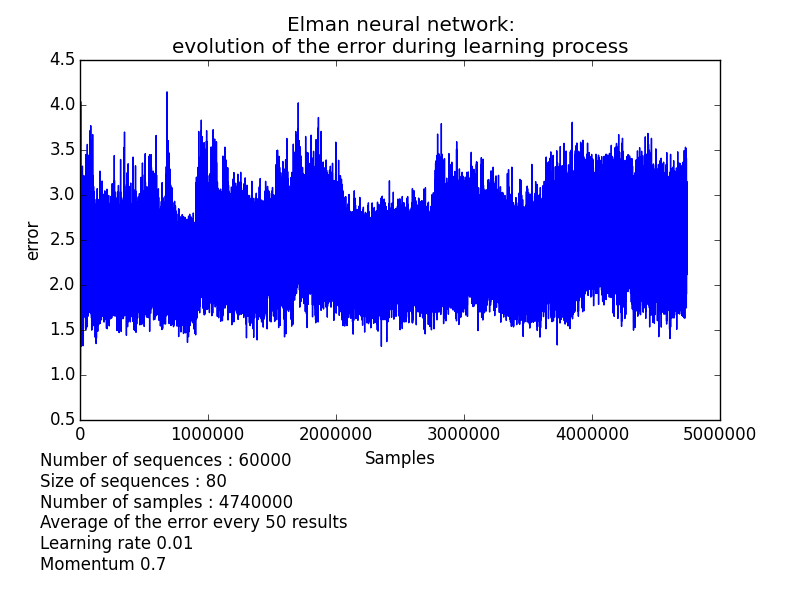 Elman neural network:
evolution of the error during learning process
4.5
4.0
3.5
3.0
2.5
2.0
1.5
1.0
0.5
error
0 1000000 2000000 3000000 4000000 5000000
Samples
Number of sequences : 60000
Size of sequences : 80
Number of samples : 4740000
Average of the error every 50 results
Learning rate 0.01
Momentum 0.7